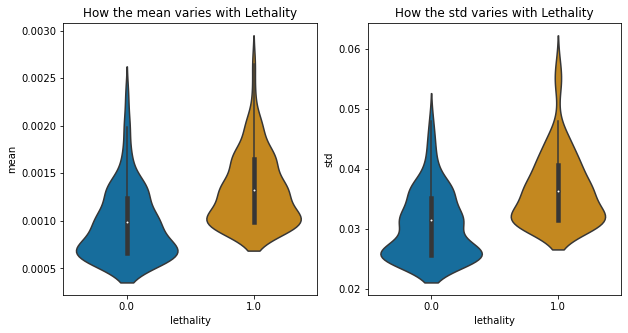 How the mean varies with Lethality
0.0030
0.0025
0.0020
0.0015
0.0010
0.0005
mean
0.0
1.0
lethality
How the std varies with Lethality
0.06
0.05
0.04
0.03
0.02
std
0.0
1.0
lethality